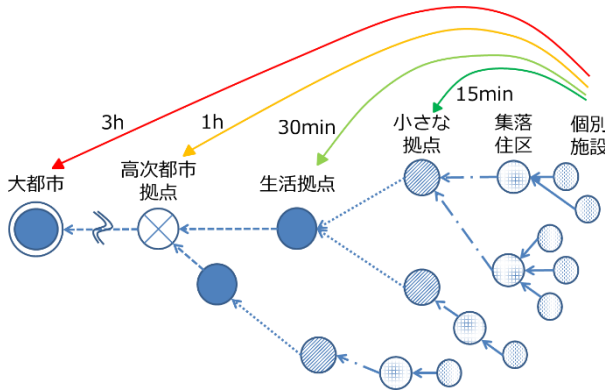 3h
1h
30min
15min
大都市
高次都市
拠点
生活拠点
小さな
拠点
集落
住区
個別
施設